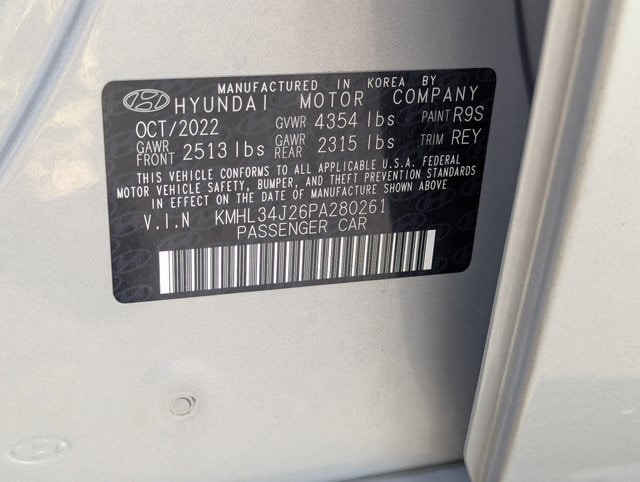 MANUFACTURED IN KOREA BY
HYUNDAI MOTOR COMPANY
OCT/2022 GVWR 4354 lbs PAINT R9S
GAWR FRONT 2513 lbs GAWR REAR 2315 lbs TRIM REY
THIS VEHICLE CONFORMS TO ALL APPLICABLE U.S.A. FEDERAL
MOTOR VEHICLE SAFETY, BUMPER, AND THEFT PREVENTION STANDARDS
IN EFFECT ON THE DATE OF MANUFACTURE SHOWN ABOVE.
V.I.N KMHL34J26PA280261
PASSENGER CAR